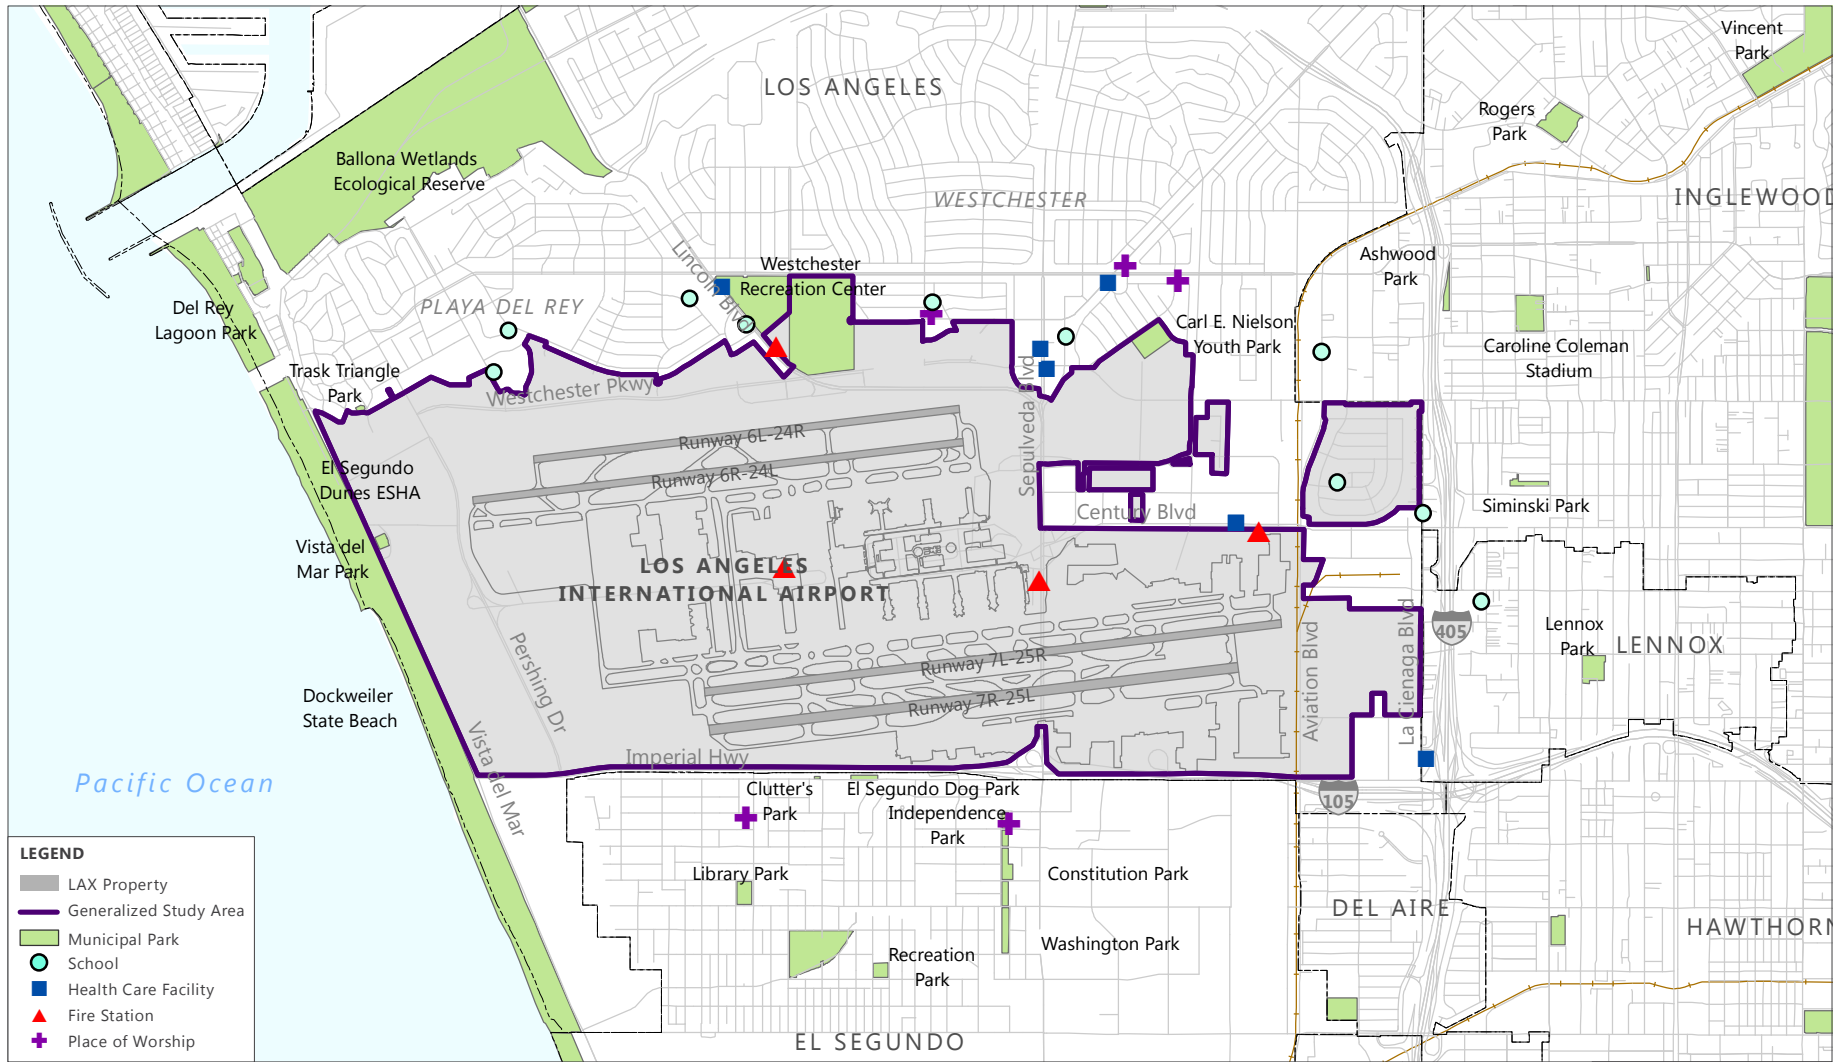 Vincent
Park
LOS ANGELES
Rogers
Park
Ballona Wetlands
Ecological Reserve
WESTCHESTER
INGLEWOOD
Lincoln Blvd
Westchester
Recreation Center
Ashwood
Park
Del Rey
Lagoon Park
PLAYA DEL REY
Carl E. Nielson
Youth Park
Caroline Coleman
Stadium
Trask Triangle
Park
Westchester Pkwy
Sepulveda Blvd
Runway 6L-24R
Runway 6R-24L
El Segundo
Dunes ESHA
Siminski Park
Century Blvd
Vista del
Mar Park
LOS ANGELES
INTERNATIONAL AIRPORT
405
Lennox
Park
LENNOX
Pershing Dr
Runway 7L-25R
Runway 7R-25L
Aviation Blvd
La Cienaga Blvd
Dockweiler
State Beach
Vista del Mar
Imperial Hwy
Pacific Ocean
Clutter's
Park
El Segundo Dog Park
Independence
Park
105
Library Park
Constitution Park
DEL AIRE
HAWTHORN
Washington Park
Recreation
Park
EL SEGUNDO
LEGEND
LAX Property
Generalized Study Area
Municipal Park
School
Health Care Facility
Fire Station
Place of Worship